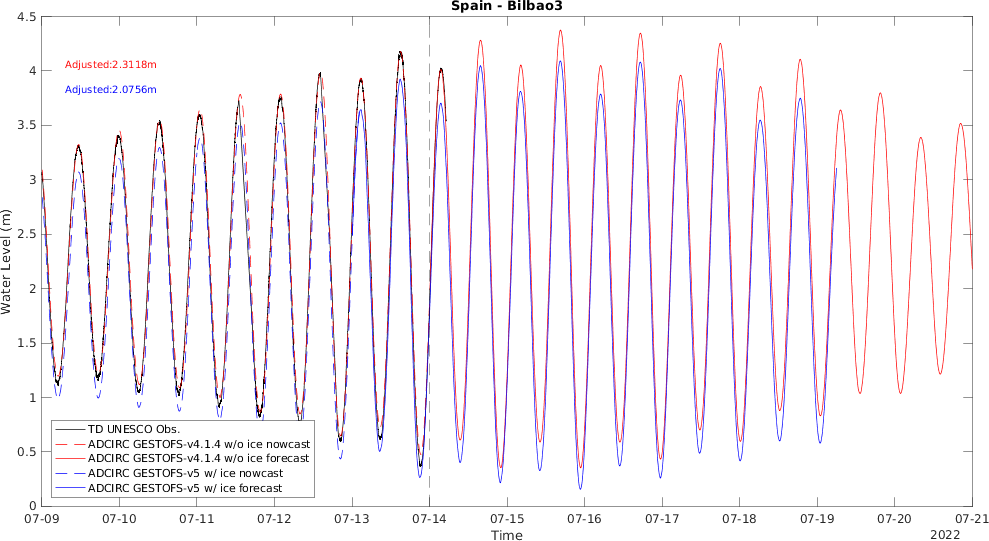 Spain - Bilbao3
Adjusted:2.3118m
Adjusted:2.0756m
Water Level (m)
4.5
4
3.5
3
2.5
2
1.5
1
0.5
0
TD UNESCO Obs.
ADCIRC GESTOFS-v4.1.4 w/o ice nowcast
ADCIRC GESTOFS-v4.1.4 w/o ice forecast
ADCIRC GESTOFS-v5 w/ ice nowcast
ADCIRC GESTOFS-v5 w/ ice forecast
07-09 07-10 07-11 07-12 07-13 07-14 07-15 07-16 07-17 07-18 07-19 07-20 07-21
Time
2022